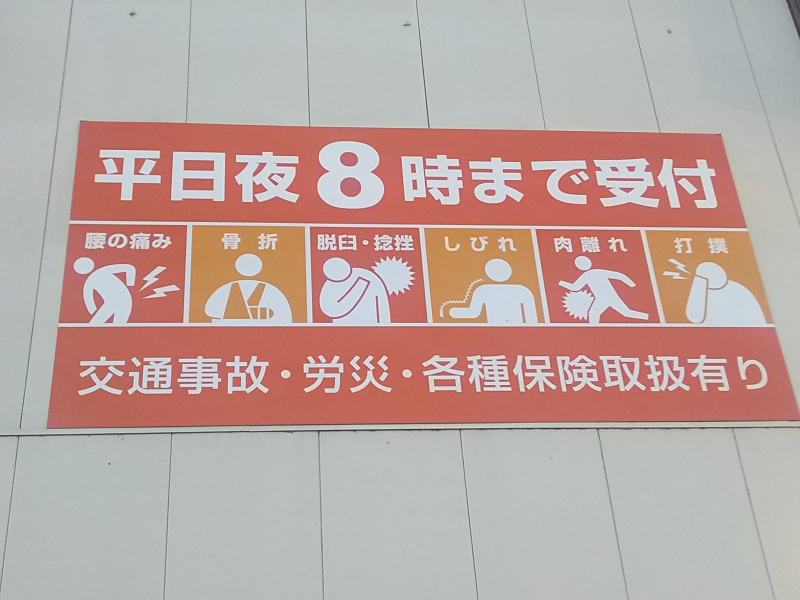 平日夜8時まで受付
腰の痛み 骨折 脱臼・捻挫 しびれ 肉離れ 打撲
交通事故・労災・各種保険取扱有り